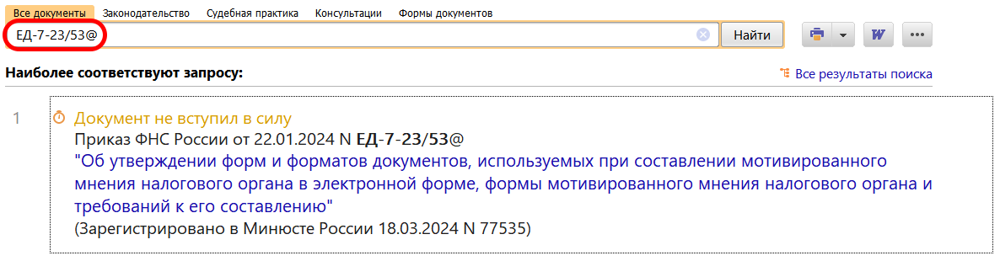 Все документы Законодательство Судебная практика Консультации Формы документов
ЕД-7-23/53@ Найти W
Наиболее соответствуют запросу: Все результаты поиска
1 Документ не вступил в силу
Приказ ФНС России от 22.01.2024 N ЕД-7-23/53@
"Об утверждении форм и форматов документов, используемых при составлении мотивированного
мнения налогового органа в электронной форме, формы мотивированного мнения налогового органа и
требований к его составлению"
(Зарегистрировано в Минюсте России 18.03.2024 N 77535)